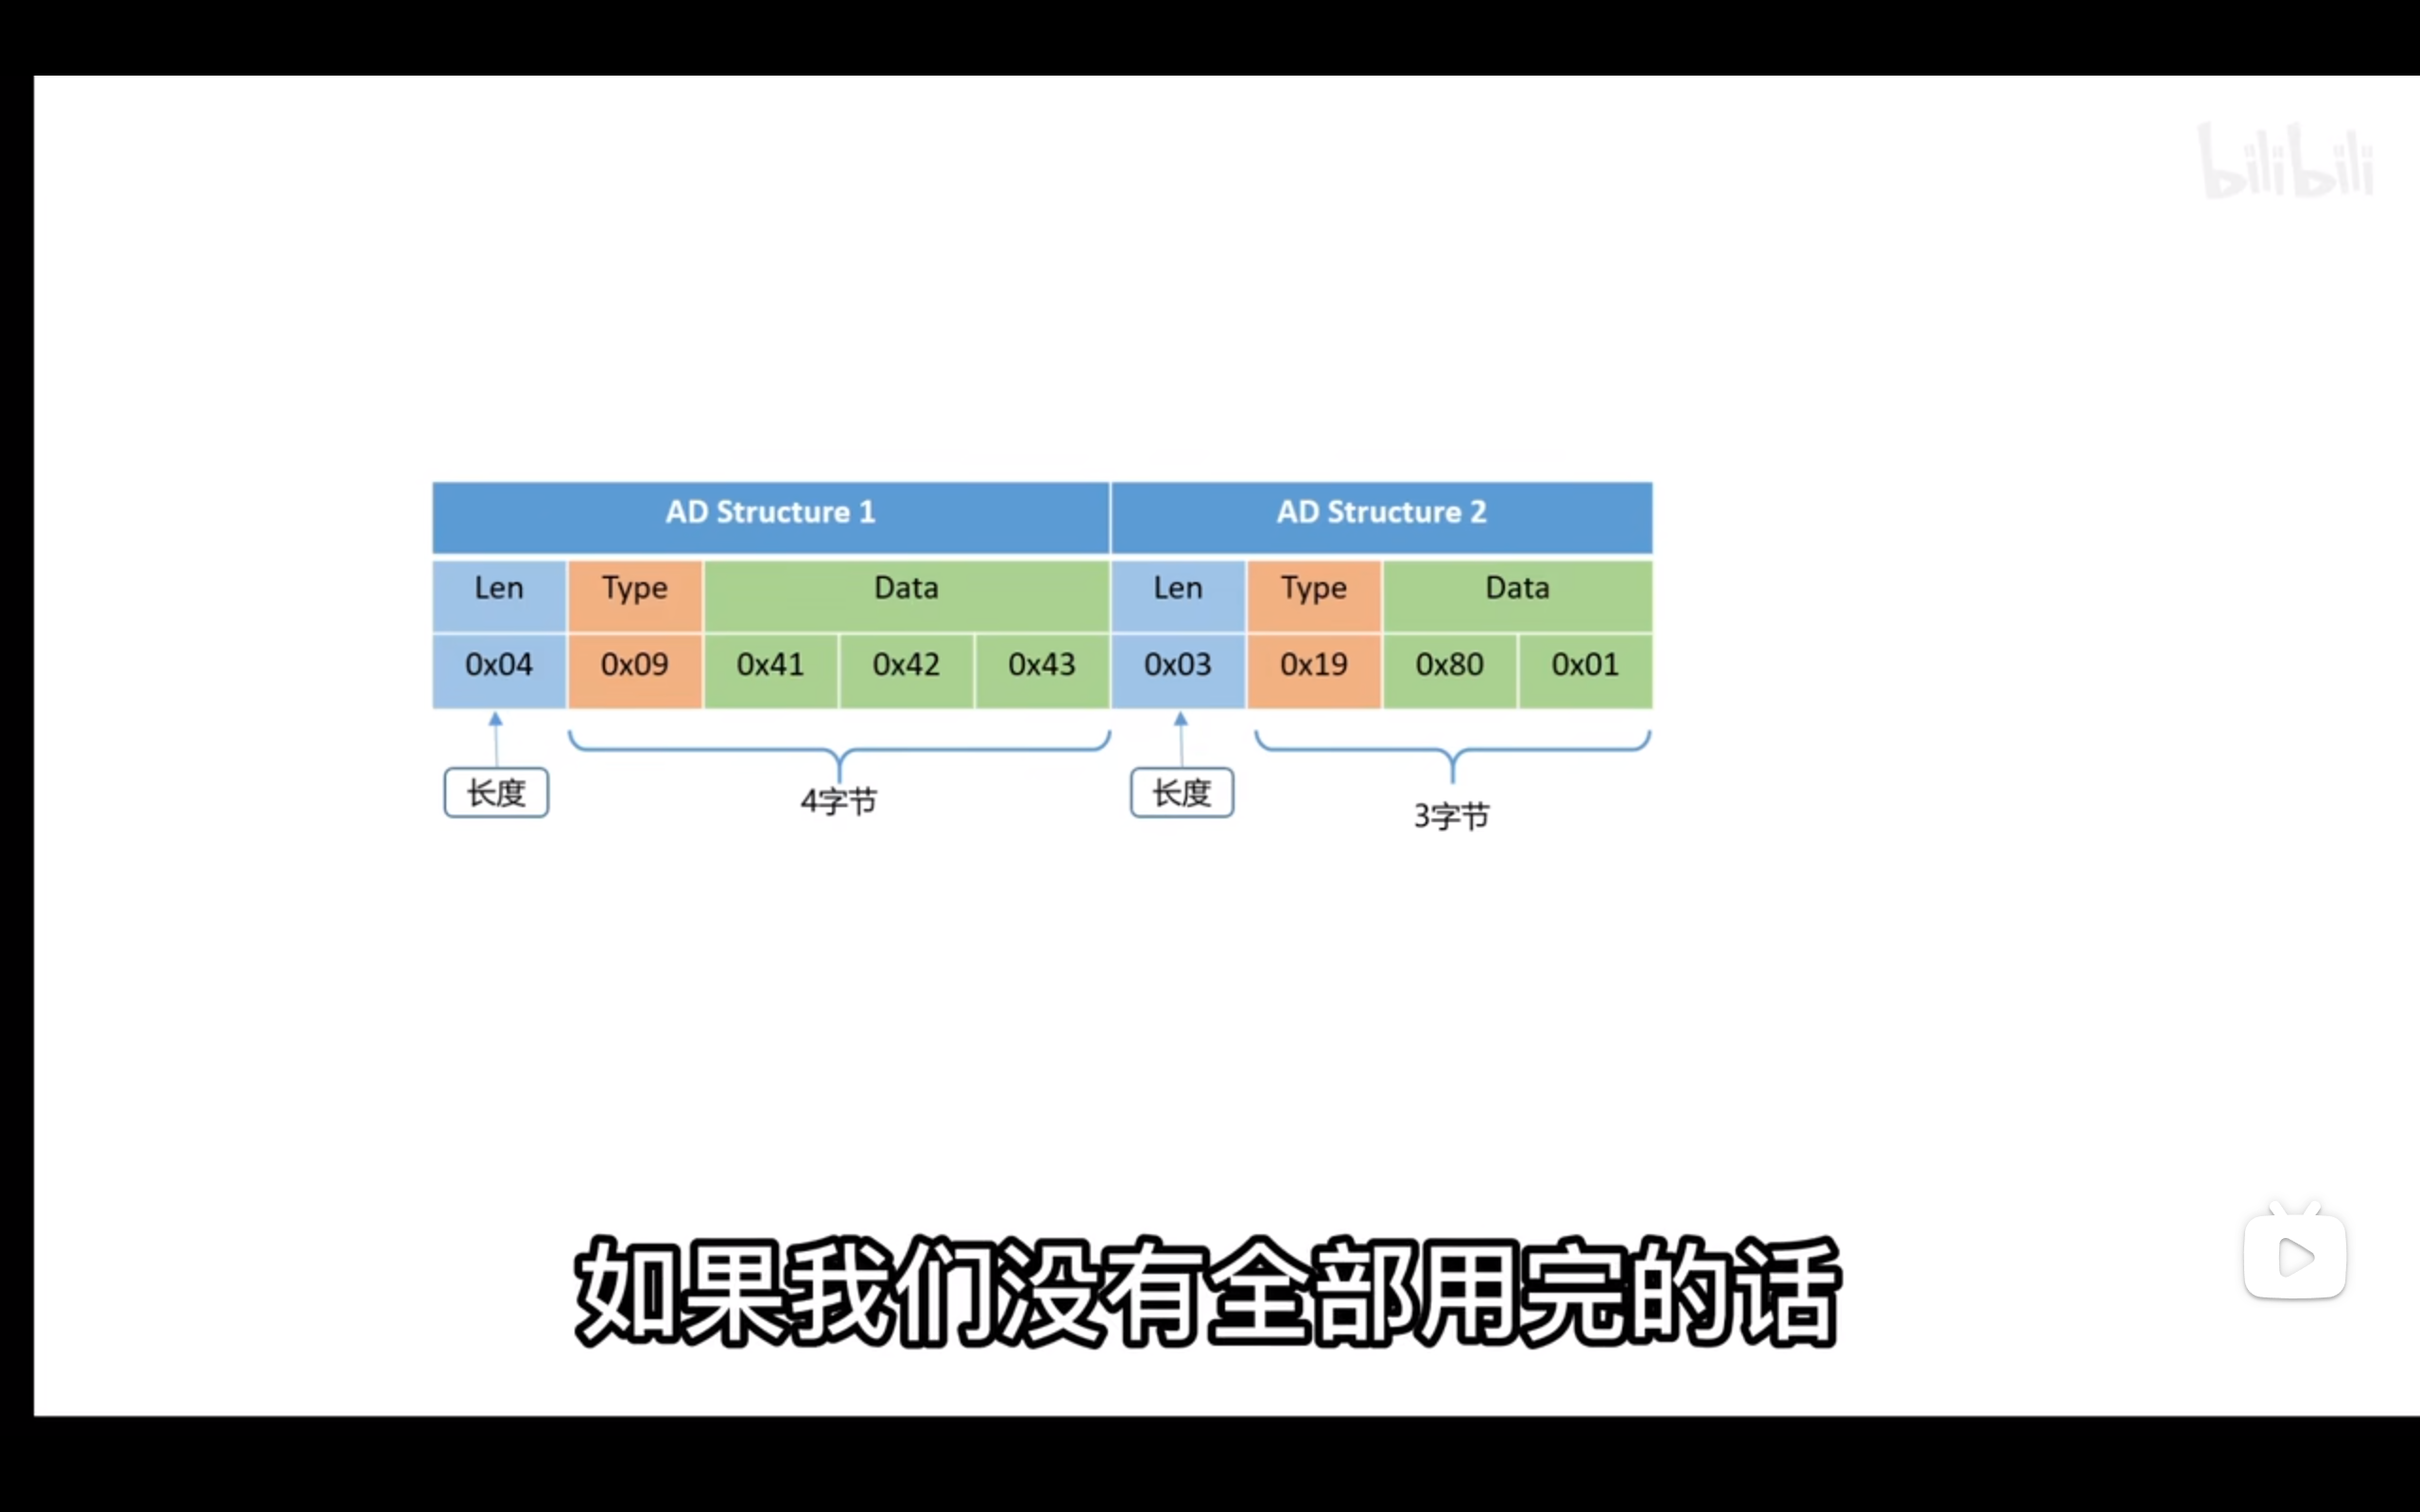 bilibili
AD Structure 1 AD Structure 2
Len Type Data Len Type Data
0x04 0x09 0x41 0x42 0x43 0x03 0x19 0x80 0x01
长度 4字节 长度 3字节
如果我们没有全部用完的话